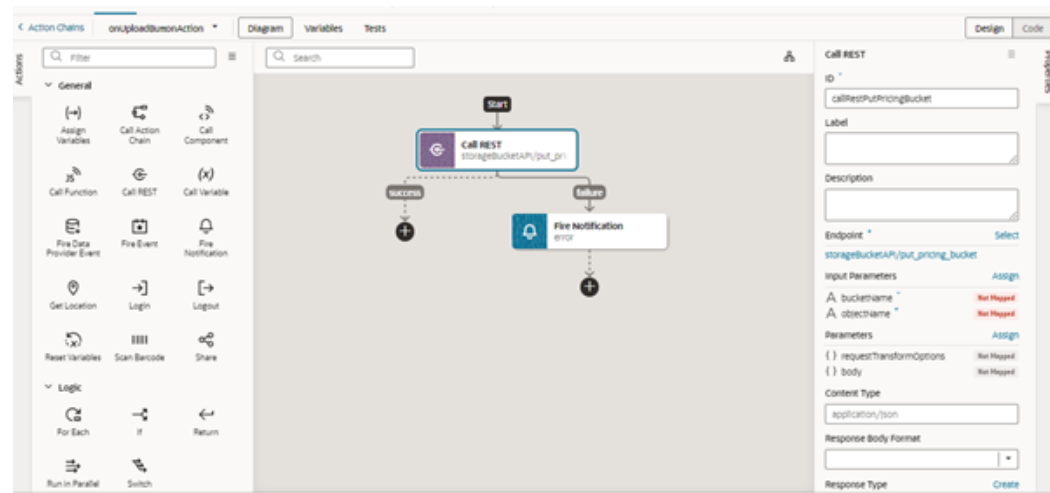 Action Chains
onUploadButtonAction
Diagram
Variables
Tests
Design
Code
Actions
Filter
General
Assign Variables
Call Action Chain
Call Component
Call Function
Call REST
Call Variable
Fire Data Provider Event
Fire Event
Fire Notification
Get Location
Login
Logout
Reset Variables
Scan Barcode
Share
Logic
For Each
If
Return
Run in Parallel
Switch
Search
Start
Call REST
storageBucketAPI/put_pri
success
failure
Fire Notification
error
Call REST
ID *
callRestPutPricingBucket
Label
Description
Endpoint *
Select
storageBucketAPI/put_pricing_bucket
Input Parameters
Assign
A bucketName *
Not Mapped
A objectName *
Not Mapped
Parameters
Assign
{ } requestTransformOptions
Not Mapped
{ } body
Not Mapped
Content Type
application/json
Response Body Format
Response Type
Create
Properties